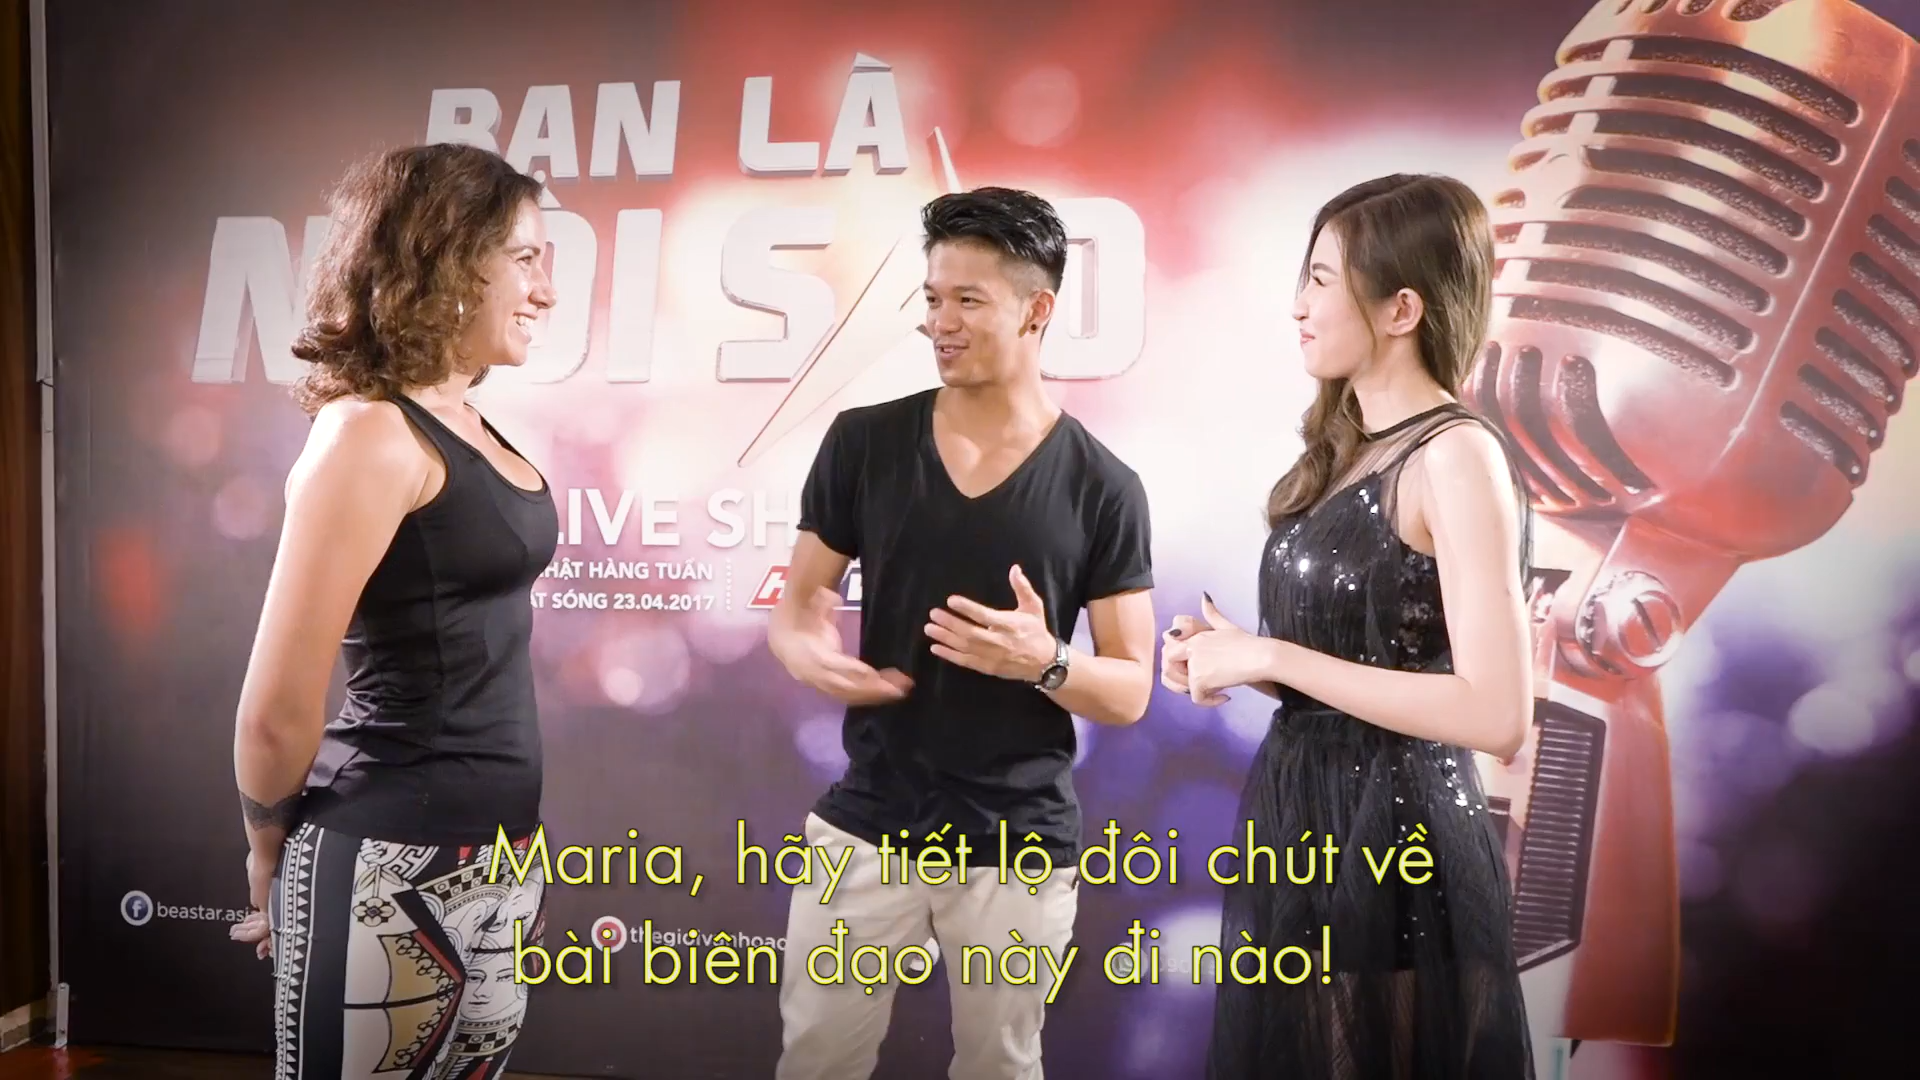 BẠN LÀ
LIVE SH
NHẬT HÀNG TUẦN
ÁT SÓNG 23.04.2017
beastar.asi
thegioivanhoa
Maria, hãy tiết lộ đôi chút về
bài biên đạo này đi nào!